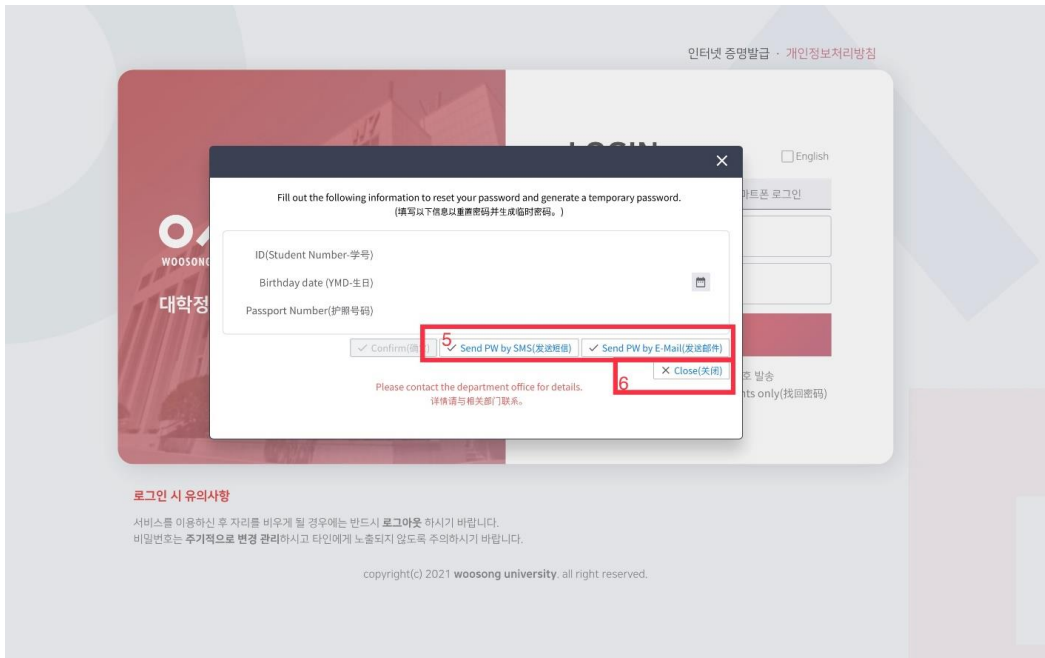 인터넷 증명발급 · 개인정보처리방침
English
Fill out the following information to reset your password and generate a temporary password.
(填写以下信息以重置密码并生成临时密码。)
트폰 로그인
ID(Student Number-学号)
WOOSONG
Birthday date (YMD-生日)
대학정
Passport Number(护照号码)
5
Confirm( Send PW by SMS(发送短信) Send PW by E-Mail(发送邮件)
6
Close(关闭)
호 발송
Please contact the department office for details.
nts only(找回密码)
详情请与相关部门联系。
로그인 시 유의사항
서비스를 이용하신 후 자리를 비우게 될 경우에는 반드시 로그아웃 하시기 바랍니다.
비밀번호는 주기적으로 변경 관리하시고 타인에게 노출되지 않도록 주의하시기 바랍니다.
copyright(c) 2021 woosong university. all right reserved.